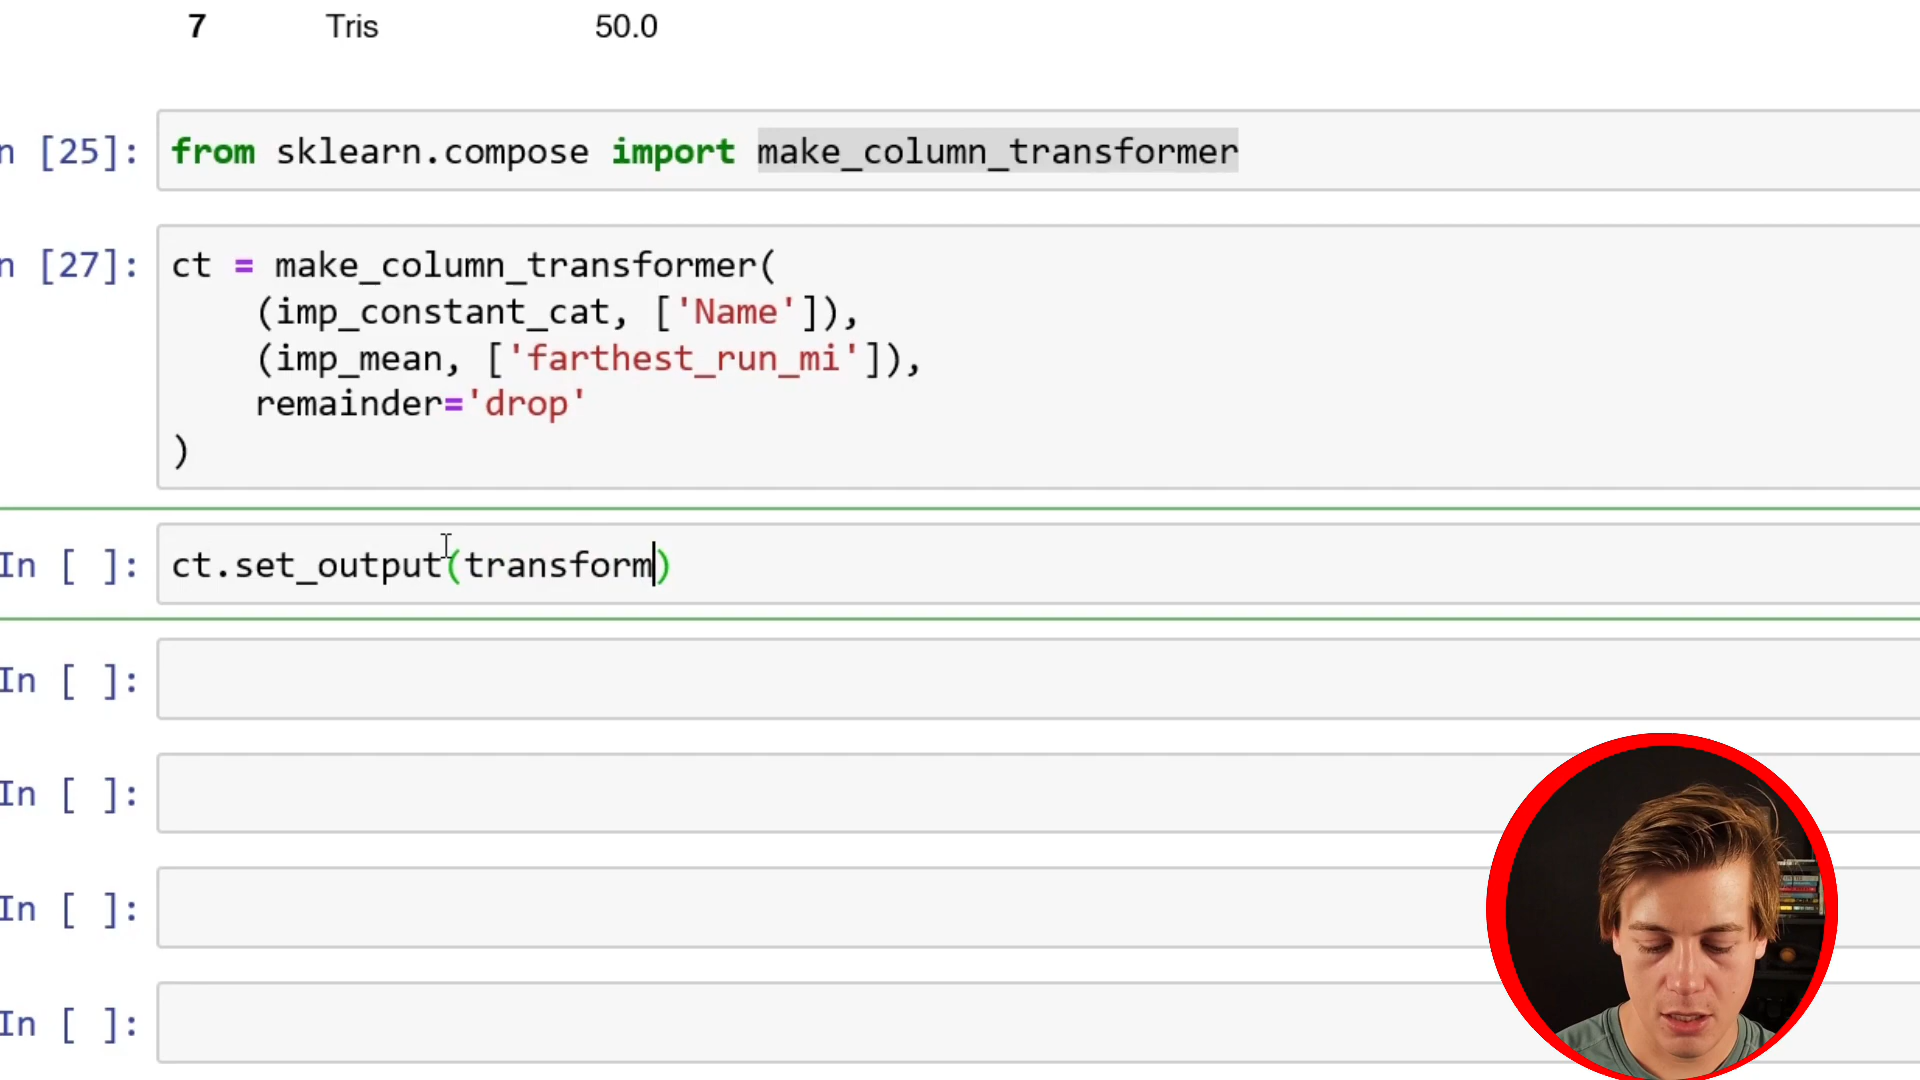 7 Tris 50.0
n [25]: from sklearn.compose import make_column_transformer
n [27]: ct = make_column_transformer(
(imp_constant_cat, ['Name']),
(imp_mean, ['farthest_run_mi']),
remainder='drop'
)
In [ ]: ct.set_output(transform)
In [ ]:
In [ ]:
In [ ]:
In [ ]: